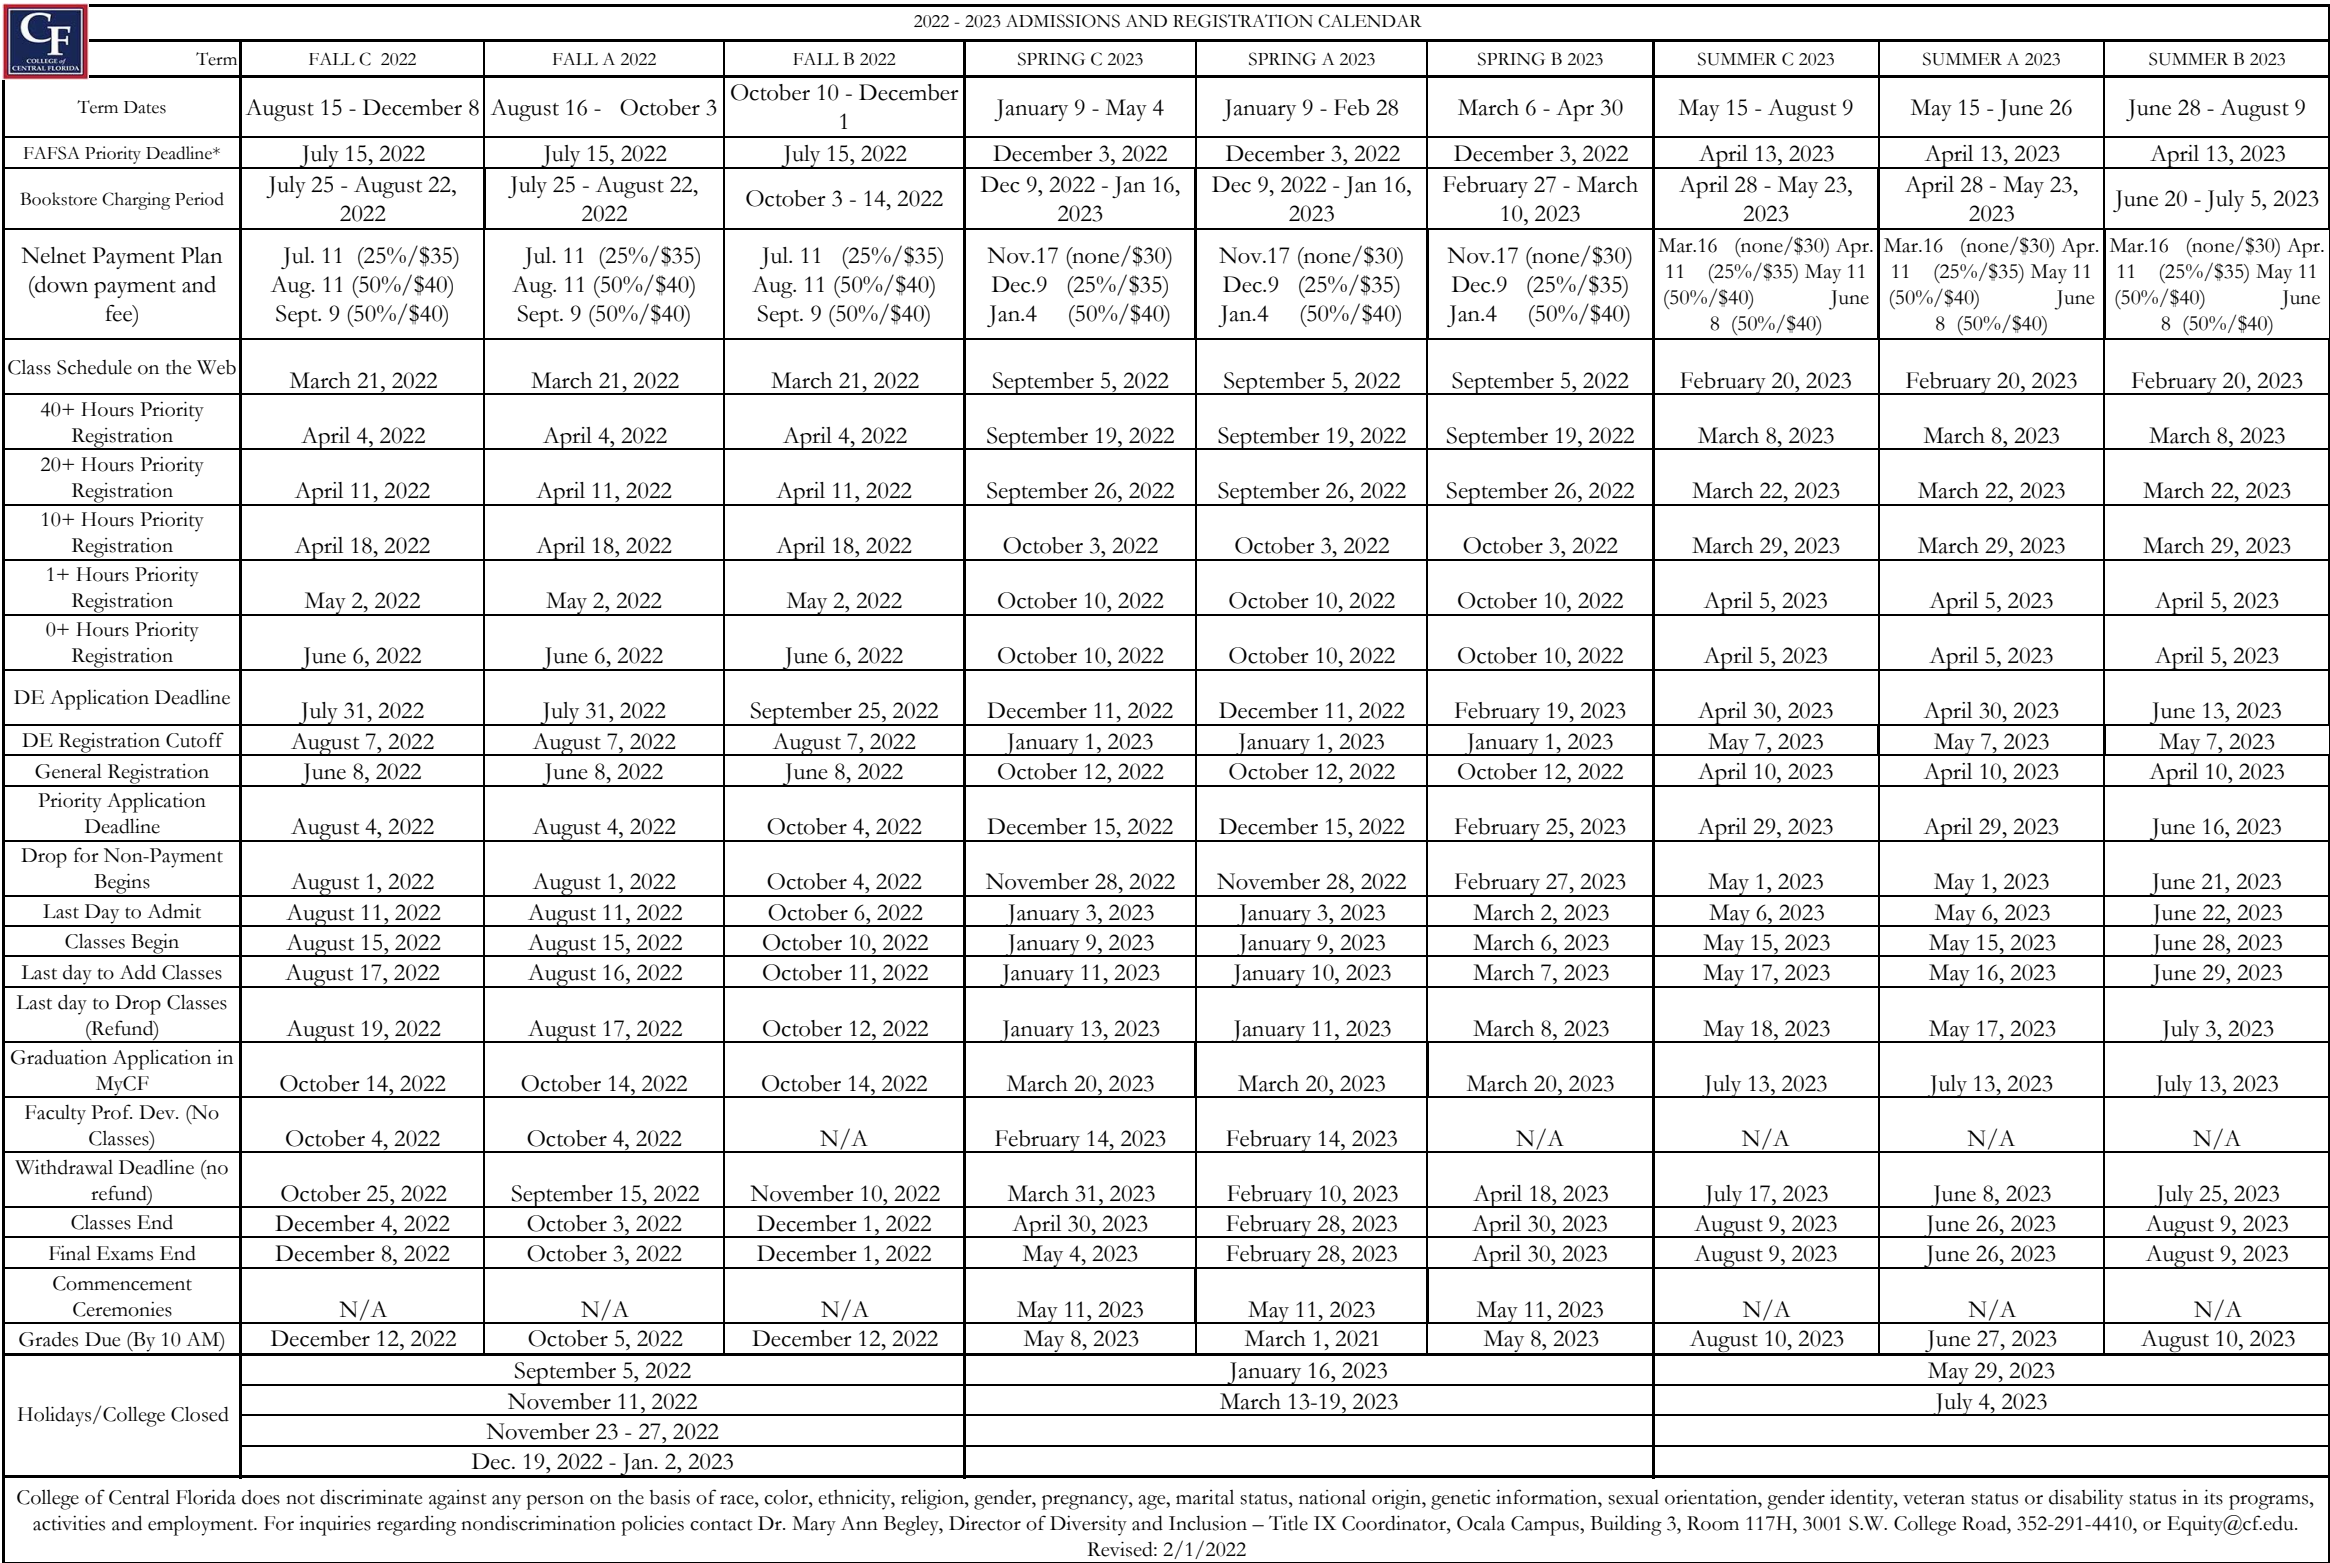 CF
COLLEGE of
CENTRAL FLORIDA
2022 - 2023 ADMISSIONS AND REGISTRATION CALENDAR
Term FALL C 2022 FALL A 2022 FALL B 2022 SPRING C 2023 SPRING A 2023 SPRING B 2023 SUMMER C 2023 SUMMER A 2023 SUMMER B 2023
Term Dates August 15 - December 8 August 16 - October 3 October 10 - December 1 January 9 - May 4 January 9 - Feb 28 March 6 - Apr 30 May 15 - August 9 May 15 - June 26 June 28 - August 9
FAFSA Priority Deadline* July 15, 2022 July 15, 2022 July 15, 2022 December 3, 2022 December 3, 2022 December 3, 2022 April 13, 2023 April 13, 2023 April 13, 2023
Bookstore Charging Period July 25 - August 22, 2022 July 25 - August 22, 2022 October 3 - 14, 2022 Dec 9, 2022 - Jan 16, 2023 Dec 9, 2022 - Jan 16, 2023 February 27 - March 10, 2023 April 28 - May 23, 2023 April 28 - May 23, 2023 June 20 - July 5, 2023
Nelnet Payment Plan Jul. 11 (25%/$35) Jul. 11 (25%/$35) Jul. 11 (25%/$35) Nov.17 (none/$30) Nov.17 (none/$30) Nov.17 (none/$30) Mar.16 (none/$30) Apr. Mar.16 (none/$30) Apr. Mar.16 (none/$30) Apr.
(down payment and Aug. 11 (50%/$40) Aug. 11 (50%/$40) Aug. 11 (50%/$40) Dec.9 (25%/$35) Dec.9 (25%/$35) Dec.9 (25%/$35) 11 (25%/$35) May 11 11 (25%/$35) May 11 11 (25%/$35) May 11
fee) Sept. 9 (50%/$40) Sept. 9 (50%/$40) Sept. 9 (50%/$40) Jan.4 (50%/$40) Jan.4 (50%/$40) Jan.4 (50%/$40) (50%/$40) June (50%/$40) June (50%/$40) June
8 (50%/$40) 8 (50%/$40) 8 (50%/$40)
Class Schedule on the Web March 21, 2022 March 21, 2022 March 21, 2022 September 5, 2022 September 5, 2022 September 5, 2022 February 20, 2023 February 20, 2023 February 20, 2023
40+ Hours Priority
Registration April 4, 2022 April 4, 2022 April 4, 2022 September 19, 2022 September 19, 2022 September 19, 2022 March 8, 2023 March 8, 2023 March 8, 2023
20+ Hours Priority
Registration April 11, 2022 April 11, 2022 April 11, 2022 September 26, 2022 September 26, 2022 September 26, 2022 March 22, 2023 March 22, 2023 March 22, 2023
10+ Hours Priority
Registration April 18, 2022 April 18, 2022 April 18, 2022 October 3, 2022 October 3, 2022 October 3, 2022 March 29, 2023 March 29, 2023 March 29, 2023
1+ Hours Priority
Registration May 2, 2022 May 2, 2022 May 2, 2022 October 10, 2022 October 10, 2022 October 10, 2022 April 5, 2023 April 5, 2023 April 5, 2023
0+ Hours Priority
Registration June 6, 2022 June 6, 2022 June 6, 2022 October 10, 2022 October 10, 2022 October 10, 2022 April 5, 2023 April 5, 2023 April 5, 2023
DE Application Deadline July 31, 2022 July 31, 2022 September 25, 2022 December 11, 2022 December 11, 2022 February 19, 2023 April 30, 2023 April 30, 2023 June 13, 2023
DE Registration Cutoff August 7, 2022 August 7, 2022 August 7, 2022 January 1, 2023 January 1, 2023 January 1, 2023 May 7, 2023 May 7, 2023 May 7, 2023
General Registration June 8, 2022 June 8, 2022 June 8, 2022 October 12, 2022 October 12, 2022 October 12, 2022 April 10, 2023 April 10, 2023 April 10, 2023
Priority Application
Deadline August 4, 2022 August 4, 2022 October 4, 2022 December 15, 2022 December 15, 2022 February 25, 2023 April 29, 2023 April 29, 2023 June 16, 2023
Drop for Non-Payment
Begins August 1, 2022 August 1, 2022 October 4, 2022 November 28, 2022 November 28, 2022 February 27, 2023 May 1, 2023 May 1, 2023 June 21, 2023
Last Day to Admit August 11, 2022 August 11, 2022 October 6, 2022 January 3, 2023 January 3, 2023 March 2, 2023 May 6, 2023 May 6, 2023 June 22, 2023
Classes Begin August 15, 2022 August 15, 2022 October 10, 2022 January 9, 2023 January 9, 2023 March 6, 2023 May 15, 2023 May 15, 2023 June 28, 2023
Last day to Add Classes August 17, 2022 August 16, 2022 October 11, 2022 January 11, 2023 January 10, 2023 March 7, 2023 May 17, 2023 May 16, 2023 June 29, 2023
Last day to Drop Classes
(Refund) August 19, 2022 August 17, 2022 October 12, 2022 January 13, 2023 January 11, 2023 March 8, 2023 May 18, 2023 May 17, 2023 July 3, 2023
Graduation Application in
MyCF October 14, 2022 October 14, 2022 October 14, 2022 March 20, 2023 March 20, 2023 March 20, 2023 July 13, 2023 July 13, 2023 July 13, 2023
Faculty Prof. Dev. (No
Classes) October 4, 2022 October 4, 2022 N/A February 14, 2023 February 14, 2023 N/A N/A N/A N/A
Withdrawal Deadline (no
refund) October 25, 2022 September 15, 2022 November 10, 2022 March 31, 2023 February 10, 2023 April 18, 2023 July 17, 2023 June 8, 2023 July 25, 2023
Classes End December 4, 2022 October 3, 2022 December 1, 2022 April 30, 2023 February 28, 2023 April 30, 2023 August 9, 2023 June 26, 2023 August 9, 2023
Final Exams End December 8, 2022 October 3, 2022 December 1, 2022 May 4, 2023 February 28, 2023 April 30, 2023 August 9, 2023 June 26, 2023 August 9, 2023
Commencement
Ceremonies N/A N/A N/A May 11, 2023 May 11, 2023 May 11, 2023 N/A N/A N/A
Grades Due (By 10 AM) December 12, 2022 October 5, 2022 December 12, 2022 May 8, 2023 March 1, 2021 May 8, 2023 August 10, 2023 June 27, 2023 August 10, 2023
Holidays/College Closed
September 5, 2022 January 16, 2023 May 29, 2023
November 11, 2022 March 13-19, 2023 July 4, 2023
November 23 - 27, 2022
Dec. 19, 2022 - Jan. 2, 2023
College of Central Florida does not discriminate against any person on the basis of race, color, ethnicity, religion, gender, pregnancy, age, marital status, national origin, genetic information, sexual orientation, gender identity, veteran status or disability status in its programs,
activities and employment. For inquiries regarding nondiscrimination policies contact Dr. Mary Ann Begley, Director of Diversity and Inclusion – Title IX Coordinator, Ocala Campus, Building 3, Room 117H, 3001 S.W. College Road, 352-291-4410, or Equity@cf.edu.
Revised: 2/1/2022